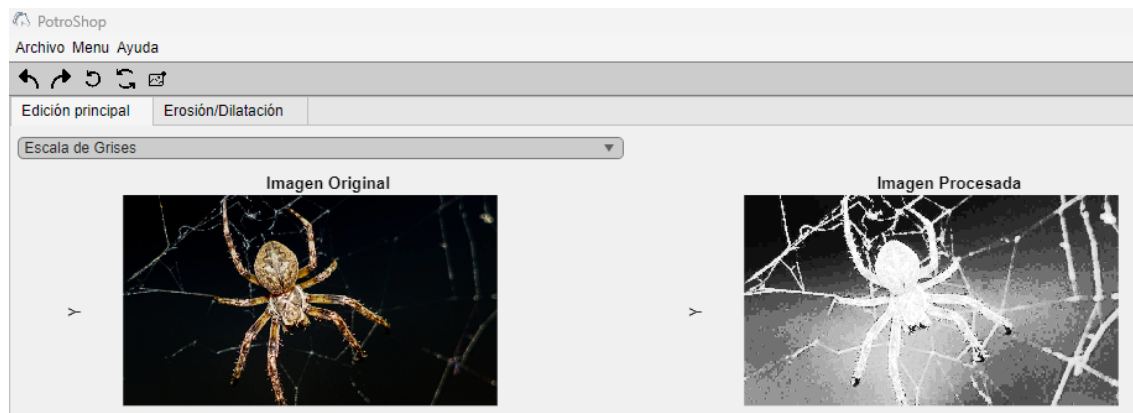 PotroShop
Archivo Menu Ayuda
Edición principal Erosión/Dilatación
Escala de Grises
Imagen Original Imagen Procesada
Y Y